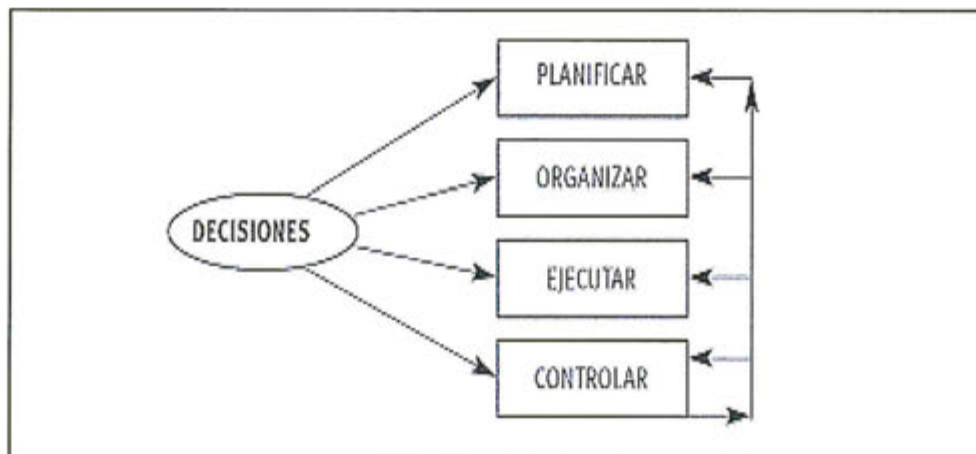 PLANIFICAR
ORGANIZAR
DECISIONES
EJECUTAR
CONTROLAR